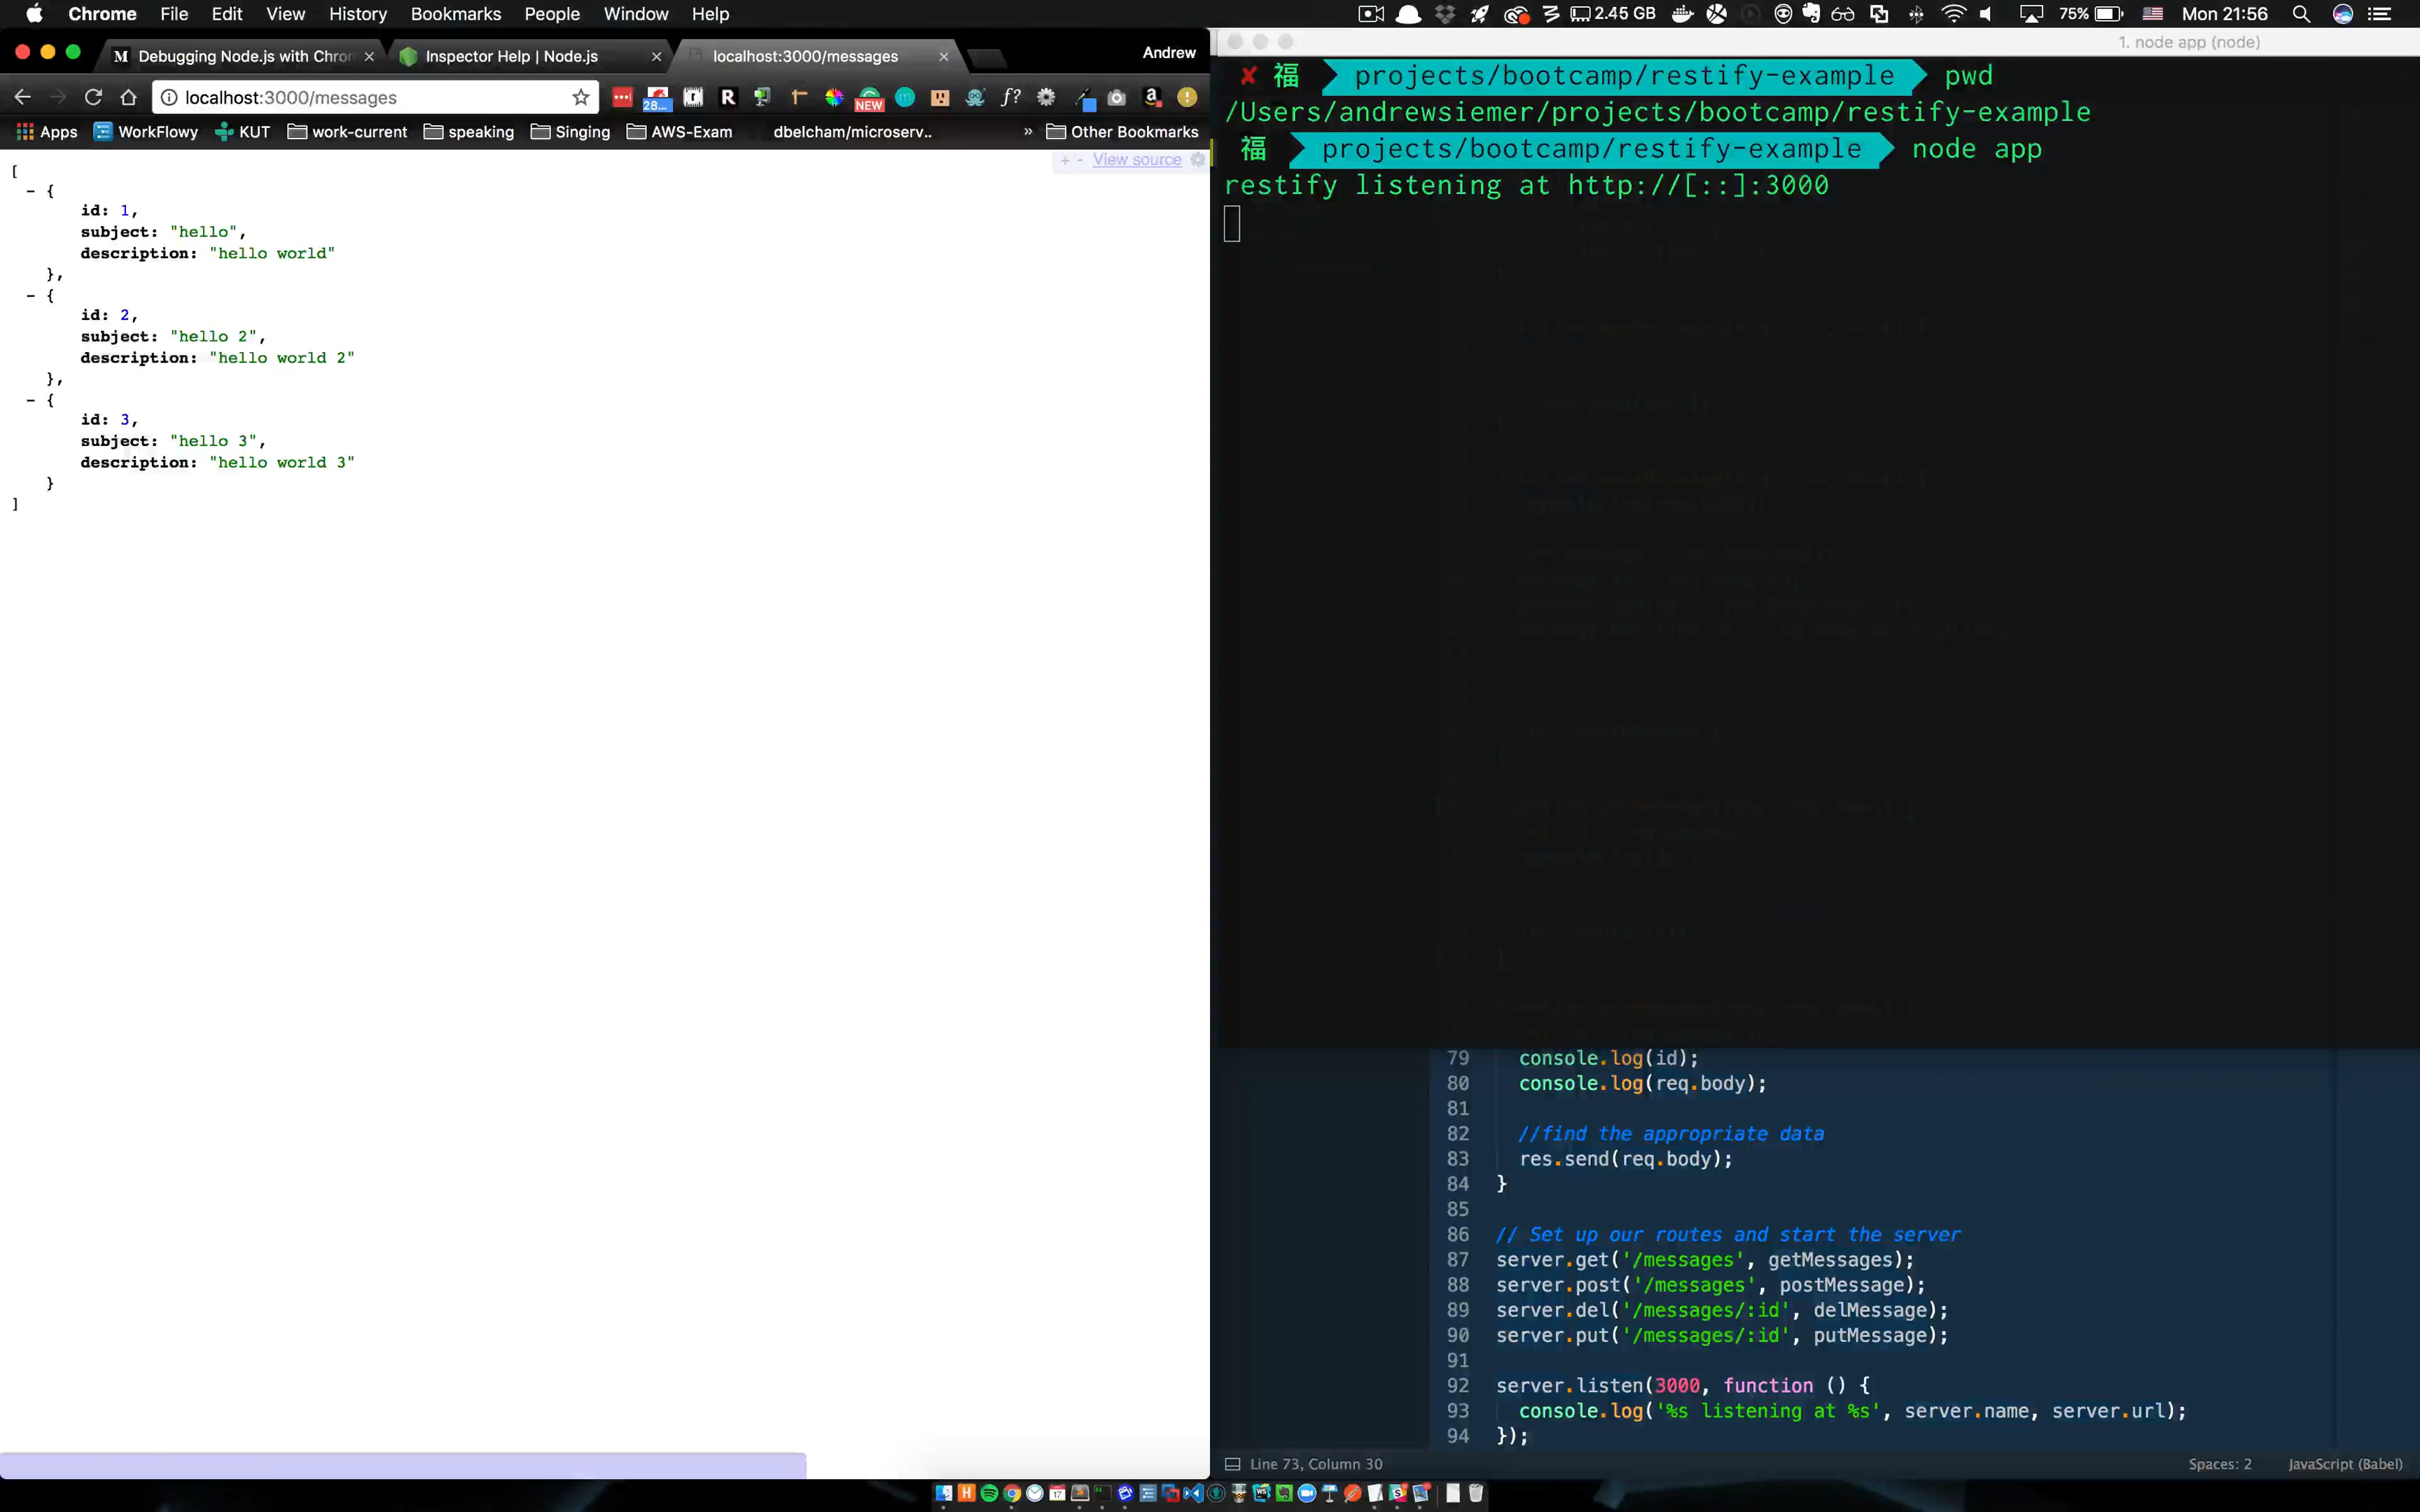 Chrome File Edit View History Bookmarks People Window Help
2.45 GB 75% Mon 21:56
Debugging Node.js with Chro
Inspector Help | Node.js
localhost:3000/messages
Andrew
localhost:3000/messages
28...
NEW
Apps WorkFlowy KUT work-current speaking Singing AWS-Exam dbelcham/microserv.. » Other Bookmarks
+ - View source
[
- {
id: 1,
subject: "hello",
description: "hello world"
},
- {
id: 2,
subject: "hello 2",
description: "hello world 2"
},
- {
id: 3,
subject: "hello 3",
description: "hello world 3"
}
]
1. node app (node)
✘ 福 projects/bootcamp/restify-example pwd
/Users/andrewsiemer/projects/bootcamp/restify-example
福 projects/bootcamp/restify-example node app
restify listening at http://[::]:3000
79 console.log(id);
80 console.log(req.body);
81
82 //find the appropriate data
83 res.send(req.body);
84 }
85
86 // Set up our routes and start the server
87 server.get('/messages', getMessages);
88 server.post('/messages', postMessage);
89 server.del('/messages/:id', delMessage);
90 server.put('/messages/:id', putMessage);
91
92 server.listen(3000, function () {
93 console.log('%s listening at %s', server.name, server.url);
94 });
Line 73, Column 30 Spaces: 2 JavaScript (Babel)